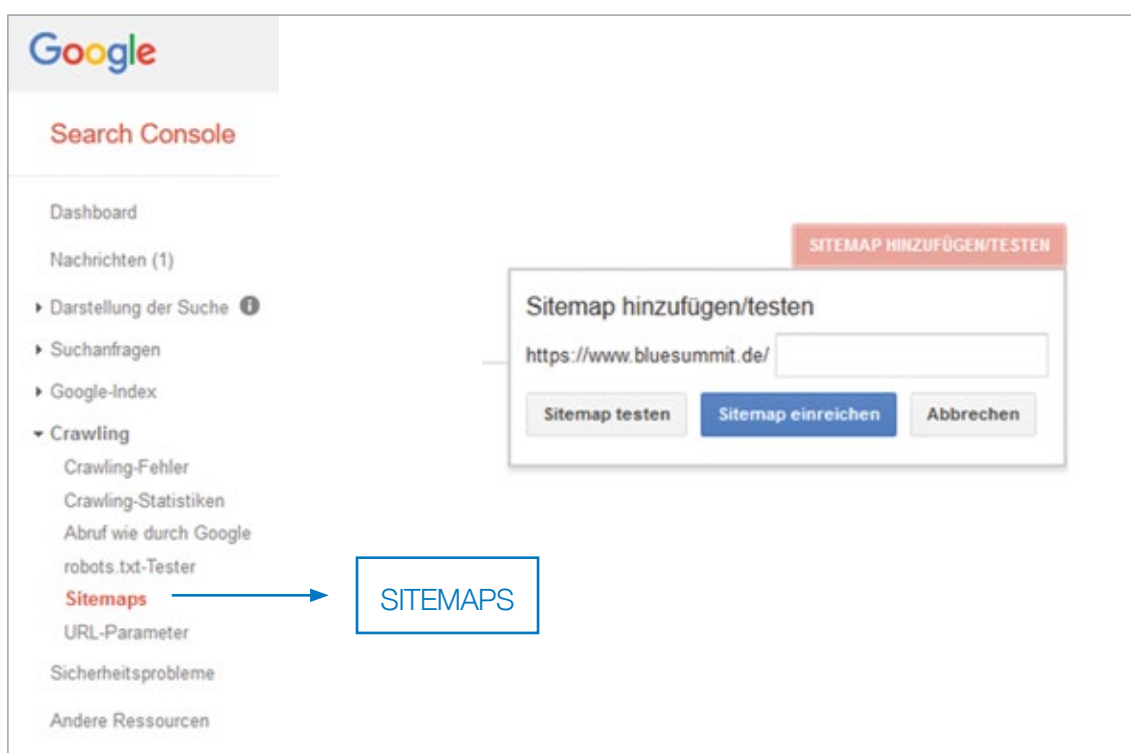 Google
Search Console
Dashboard
Nachrichten (1)
Darstellung der Suche
Suchanfragen
Google-Index
Crawling
Crawling-Fehler
Crawling-Statistiken
Abruf wie durch Google
robots.txt-Tester
Sitemaps
URL-Parameter
Sicherheitsprobleme
Andere Ressourcen
SITEMAPS
SITEMAP HINZUFÜGEN/TESTEN
Sitemap hinzufügen/testen
https://www.bluesummit.de/
Sitemap testen Sitemap einreichen Abbrechen